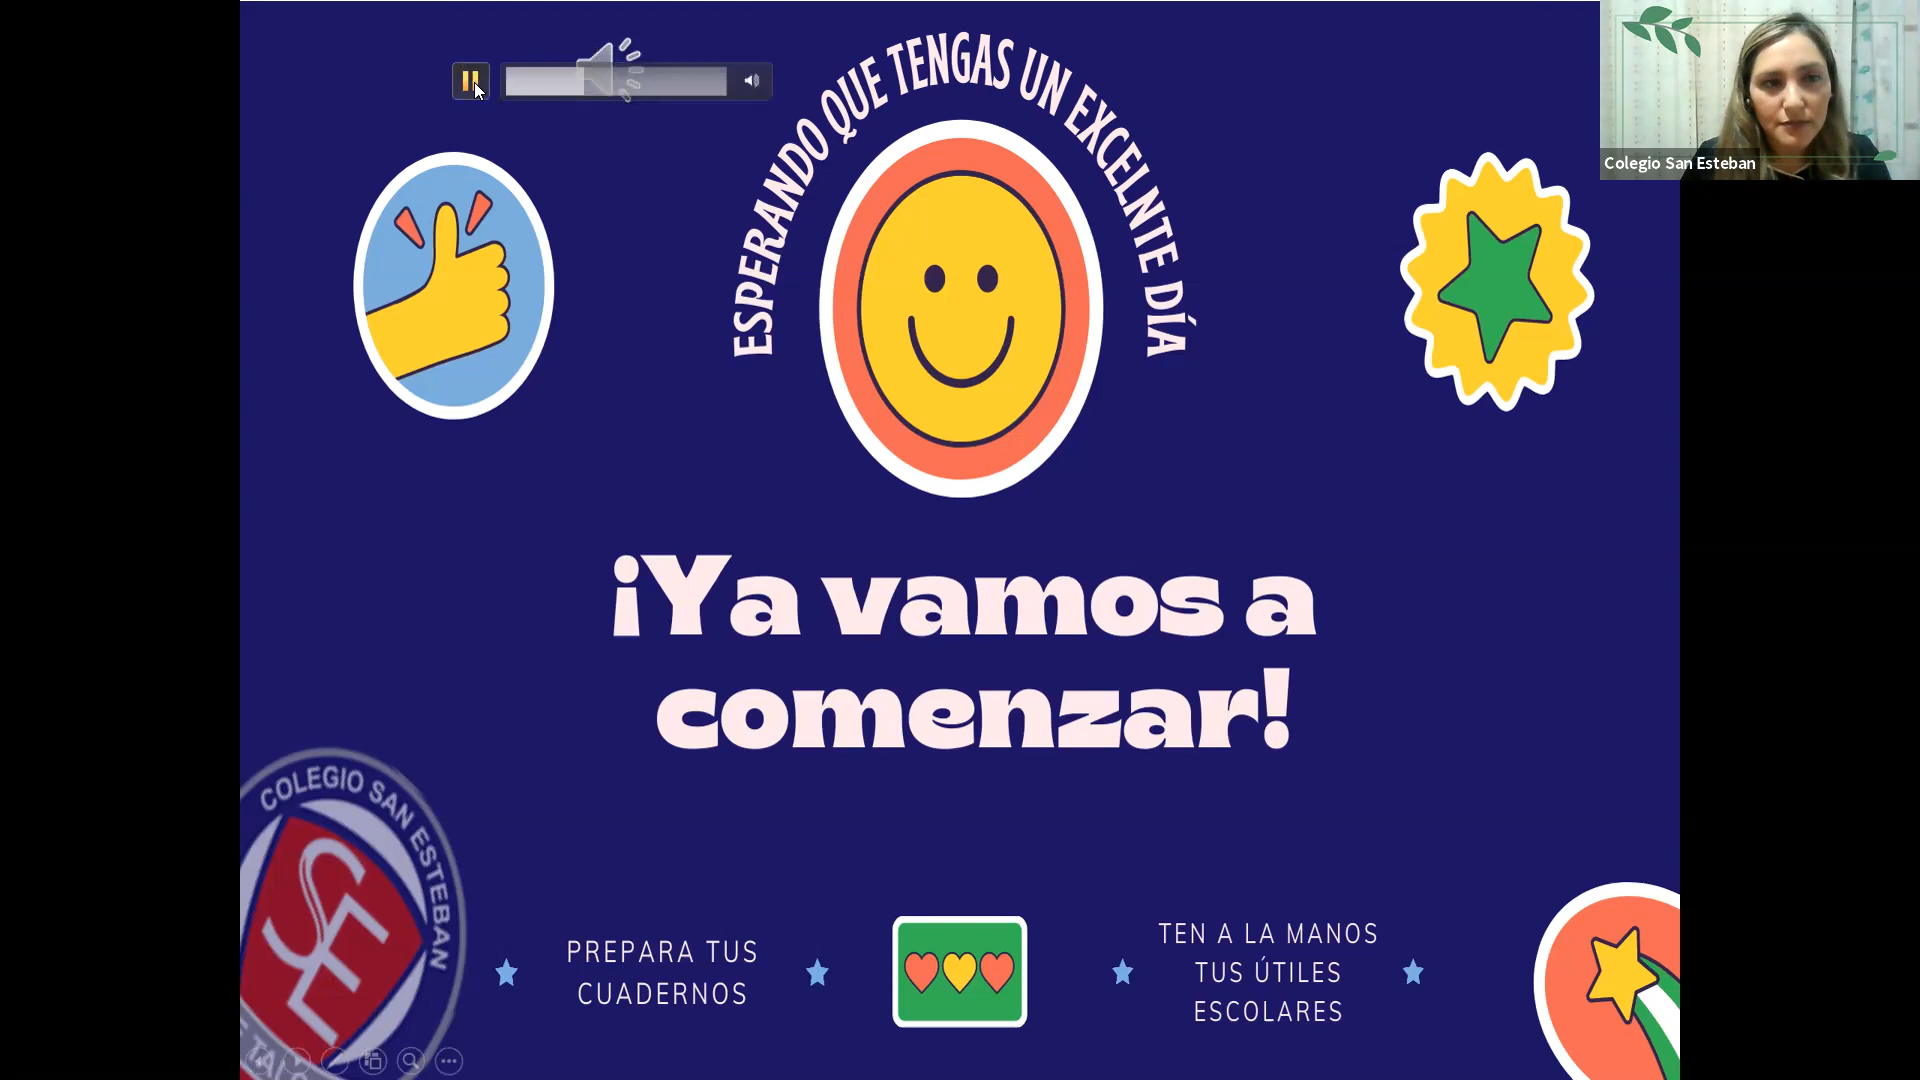 ESPERANDO QUE TENGAS UN EXCELNTE DÍA
Colegio San Esteban
¡Ya vamos a
comenzar!
COLEGIO SAN ESTEBAN
SE
PREPARA TUS
CUADERNOS
TEN A LA MANOS
TUS ÚTILES
ESCOLARES